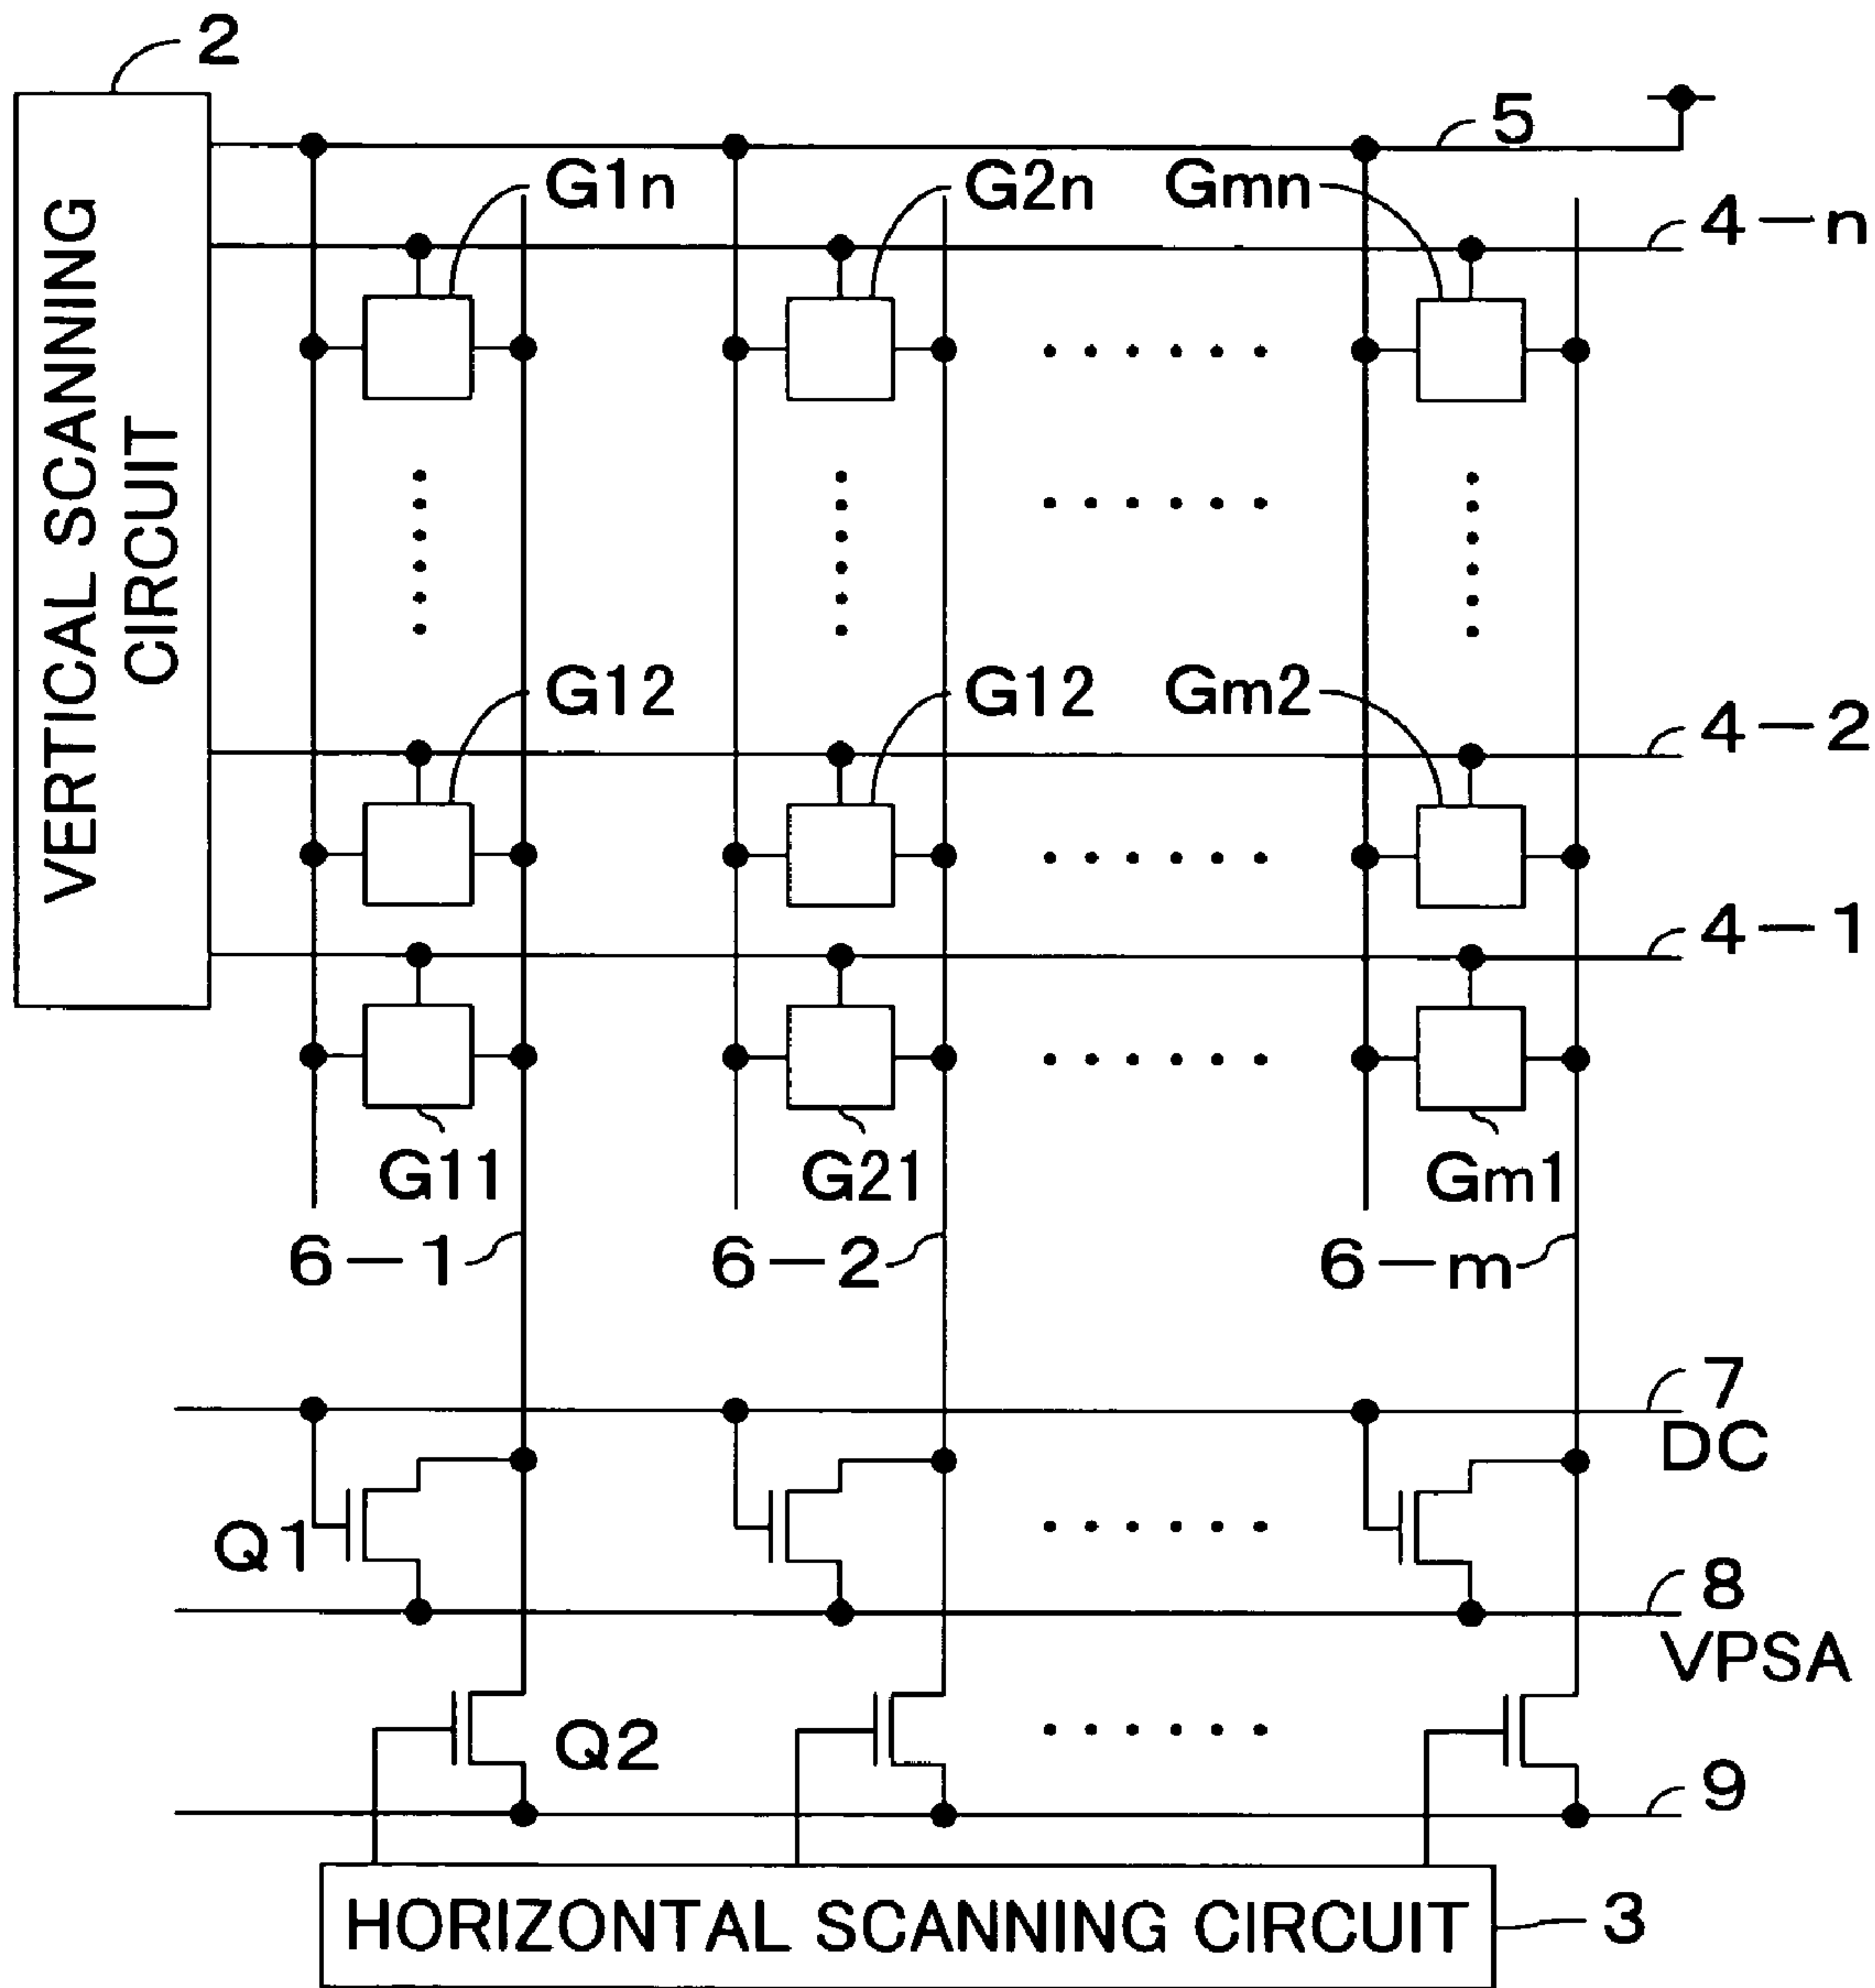 2
5
G1n G2n Gmn
4-n
VERTICAL SCANNING
CIRCUIT
G12 G12 Gm2
4-2
4-1
G11 G21 Gm1
6-1 6-2 6-m
7
DC
Q1
8
VPSA
Q2
9
HORIZONTAL SCANNING CIRCUIT
3